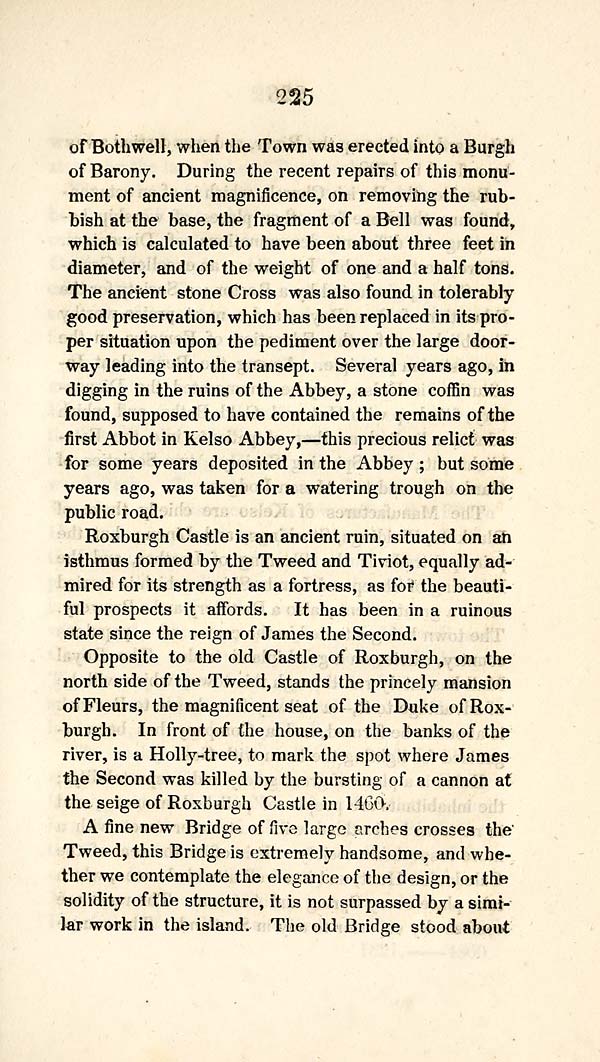 225
of Bothwell, when the Town was erected into a Burgh
of Barony. During the recent repairs of this monu-
ment of ancient magnificence, on removing the rub-
bish at the base, the fragment of a Bell was found,
which is calculated to have been about three feet in
diameter, and of the weight of one and a half tons.
The ancient stone Cross was also found in tolerably
good preservation, which has been replaced in its pro-
per situation upon the pediment over the large door-
way leading into the transept. Several years ago, in
digging in the ruins of the Abbey, a stone coffin was
found, supposed to have contained the remains of the
first Abbot in Kelso Abbey,—this precious relict was
for some years deposited in the Abbey; but some
years ago, was taken for a watering trough on the
public road.
Roxburgh Castle is an ancient ruin, situated on an
isthmus formed by the Tweed and Tiviot, equally ad-
mired for its strength as a fortress, as for the beauti-
ful prospects it affords. It has been in a ruinous
state since the reign of James the Second.
Opposite to the old Castle of Roxburgh, on the
north side of the Tweed, stands the princely mansion
of Fleurs, the magnificent seat of the Duke of Rox-
burgh. In front of the house, on the banks of the
river, is a Holly-tree, to mark the spot where James
the Second was killed by the bursting of a cannon at
the seige of Roxburgh Castle in 1460.
A fine new Bridge of five large arches crosses the
Tweed, this Bridge is extremely handsome, and whe-
ther we contemplate the elegance of the design, or the
solidity of the structure, it is not surpassed by a simi-
lar work in the island. The old Bridge stood about